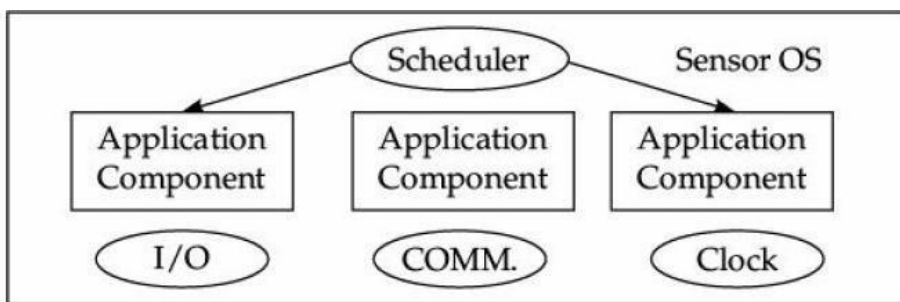 Scheduler
Sensor OS
Application
Component
Application
Component
Application
Component
I/O
COMM.
Clock